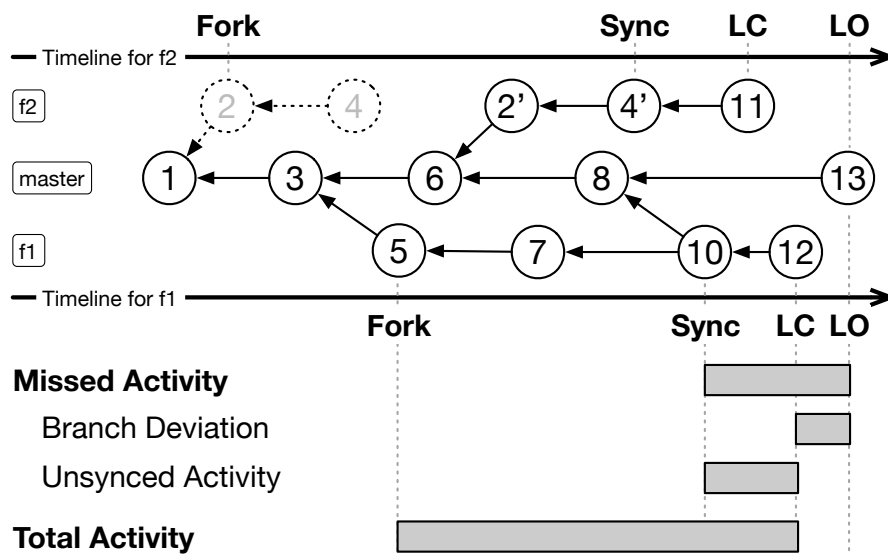 Fork Sync LC LO
Timeline for f2
f2 2 4 2’ 4’ 11
master 1 3 6 8 13
f1 5 7 10 12
Timeline for f1
Fork Sync LC LO
Missed Activity
Branch Deviation
Unsynced Activity
Total Activity